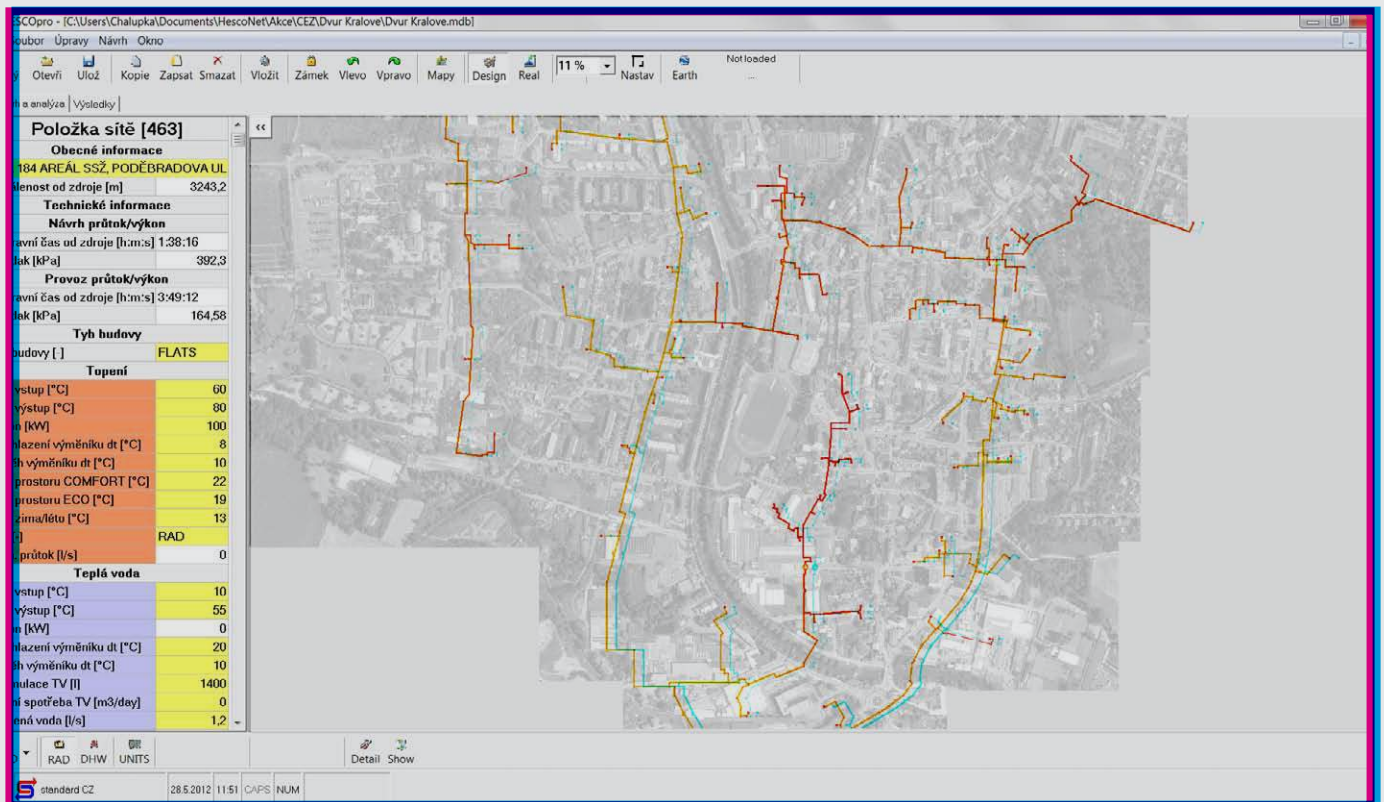 ESCOpro - [C:\Users\Chalupka\Documents\HescoNet\Akce\CEZ\Dvur Kralove\Dvur Kralove.mdb]
oubor Úpravy Návrh Okno
Otevři Ulož Kopie Zapsat Smazat Vložit Zámek Vlevo Vpravo Mapy Design Real 11 % Nastav Earth Not loaded
...
h a analýza Výsledky
Položka sítě [463] <<
Obecné informace
184 AREÁL SSŽ, PODĚBRADOVA UL
álenost od zdroje [m] 3243,2
Technické informace
Návrh průtok/výkon
ravní čas od zdroje [h:m:s] 1:38:16
lak [kPa] 392,3
Provoz průtok/výkon
ravní čas od zdroje [h:m:s] 3:49:12
lak [kPa] 164,58
Tyh budovy
budovy [-] FLATS
Topení
vstup [°C] 60
výstup [°C] 80
n [kW] 100
hlazení výměníku dt [°C] 8
h výměníku dt [°C] 10
prostoru COMFORT [°C] 22
prostoru ECO [°C] 19
zima/léto [°C] 13
-] RAD
průtok [l/s] 0
Teplá voda
vstup [°C] 10
výstup [°C] 55
n [kW] 0
hlazení výměníku dt [°C] 20
h výměníku dt [°C] 10
mulace TV [l] 1400
ní spotřeba TV [m3/day] 0
ená voda [l/s] 1,2
RAD DHW UNITS Detail Show
standard CZ 28.5.2012 11:51 CAPS NUM